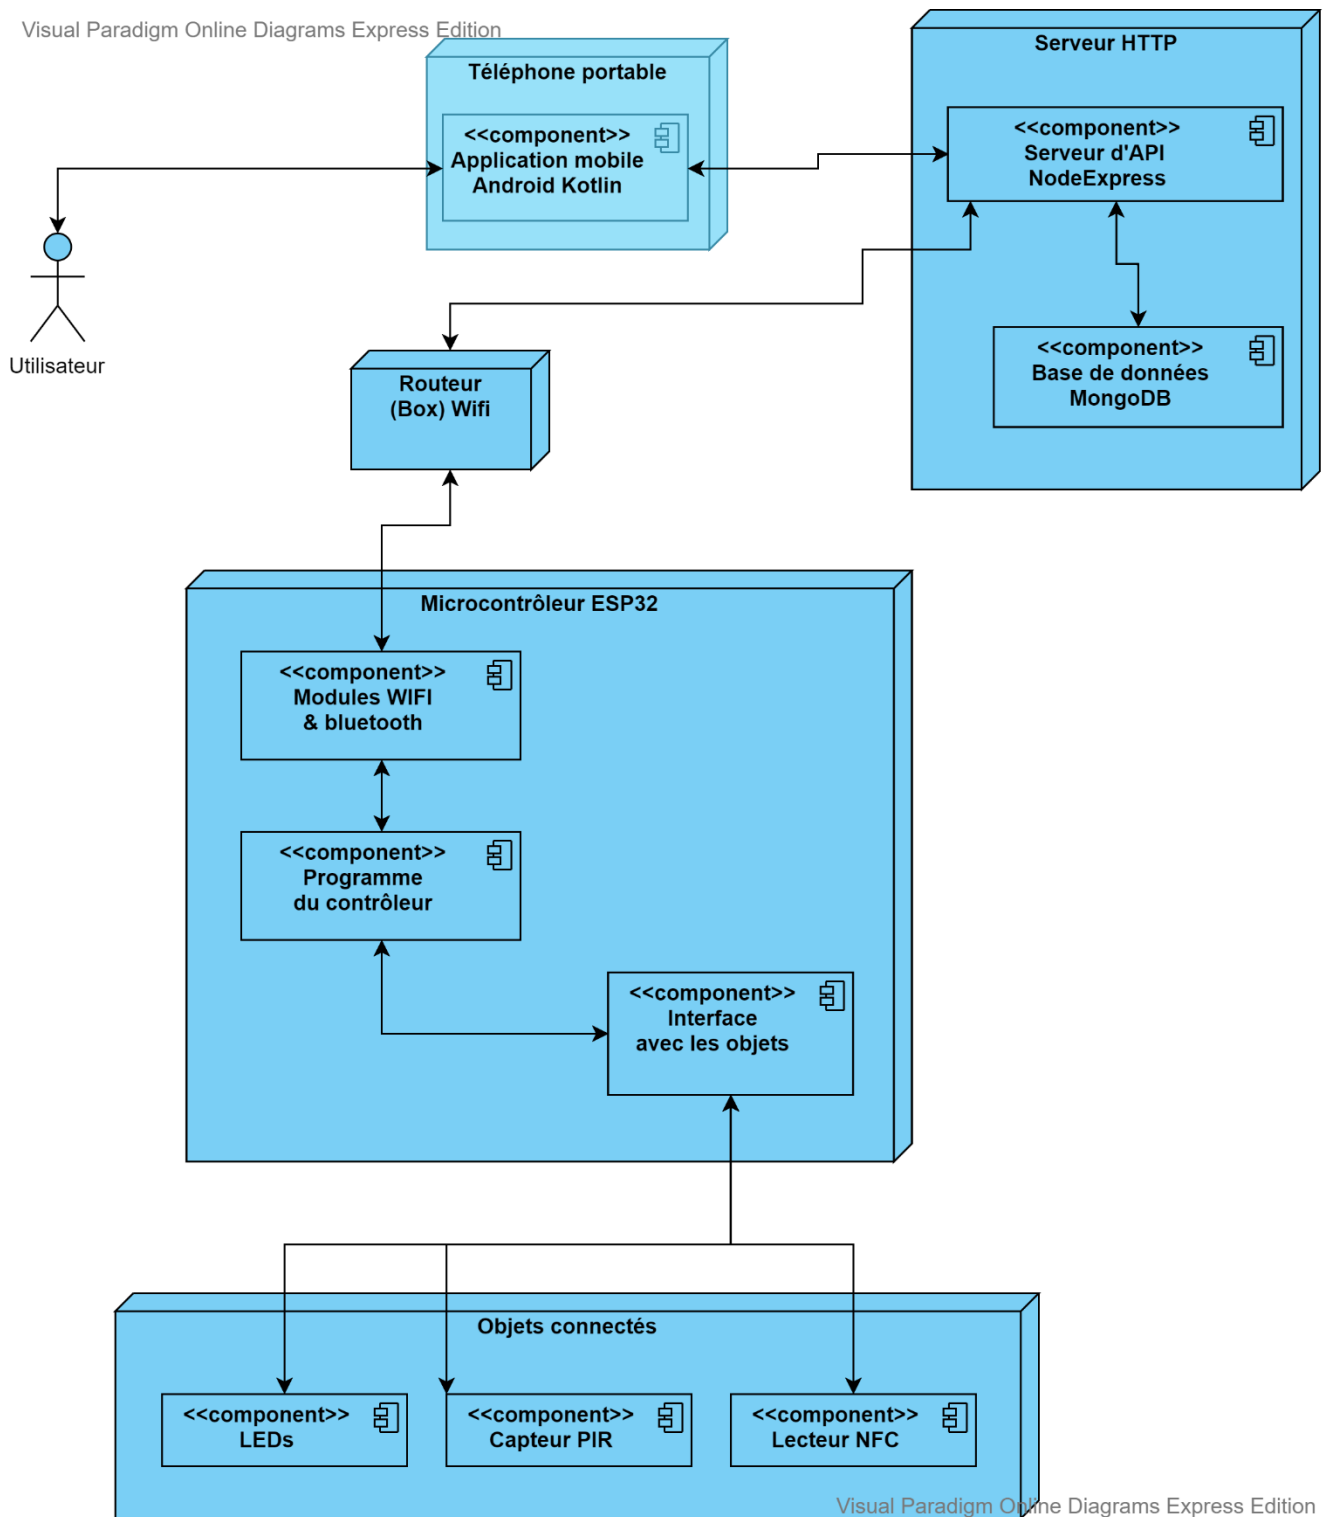 Visual Paradigm Online Diagrams Express Edition
Téléphone portable
<<component>>
Application mobile
Android Kotlin
Serveur HTTP
<<component>>
Serveur d'API
NodeExpress
<<component>>
Base de données
MongoDB
Utilisateur
Routeur
(Box) Wifi
Microcontrôleur ESP32
<<component>>
Modules WIFI
& bluetooth
<<component>>
Programme
du contrôleur
<<component>>
Interface
avec les objets
Objets connectés
<<component>>
LEDs
<<component>>
Capteur PIR
<<component>>
Lecteur NFC
Visual Paradigm Online Diagrams Express Edition